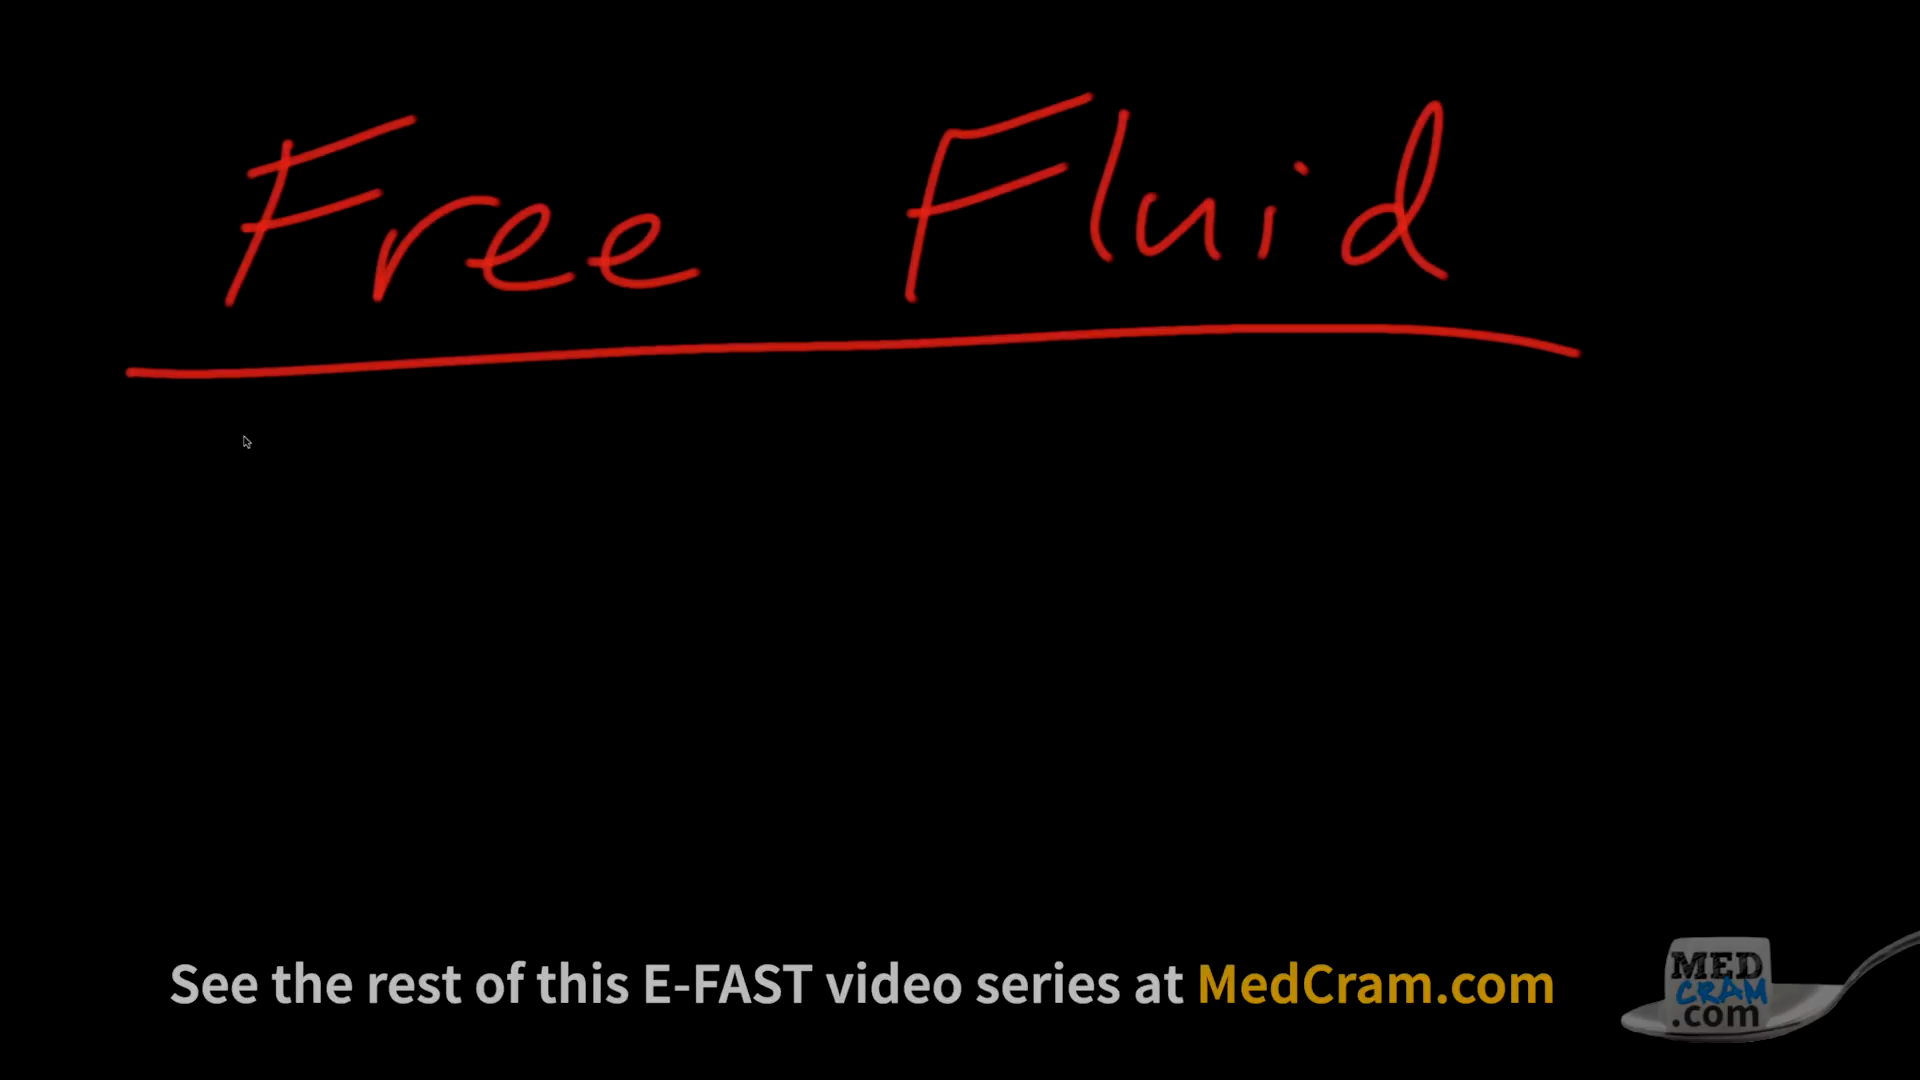 Free Fluid
See the rest of this E-FAST video series at MedCram.com
MED
CRAM
.com